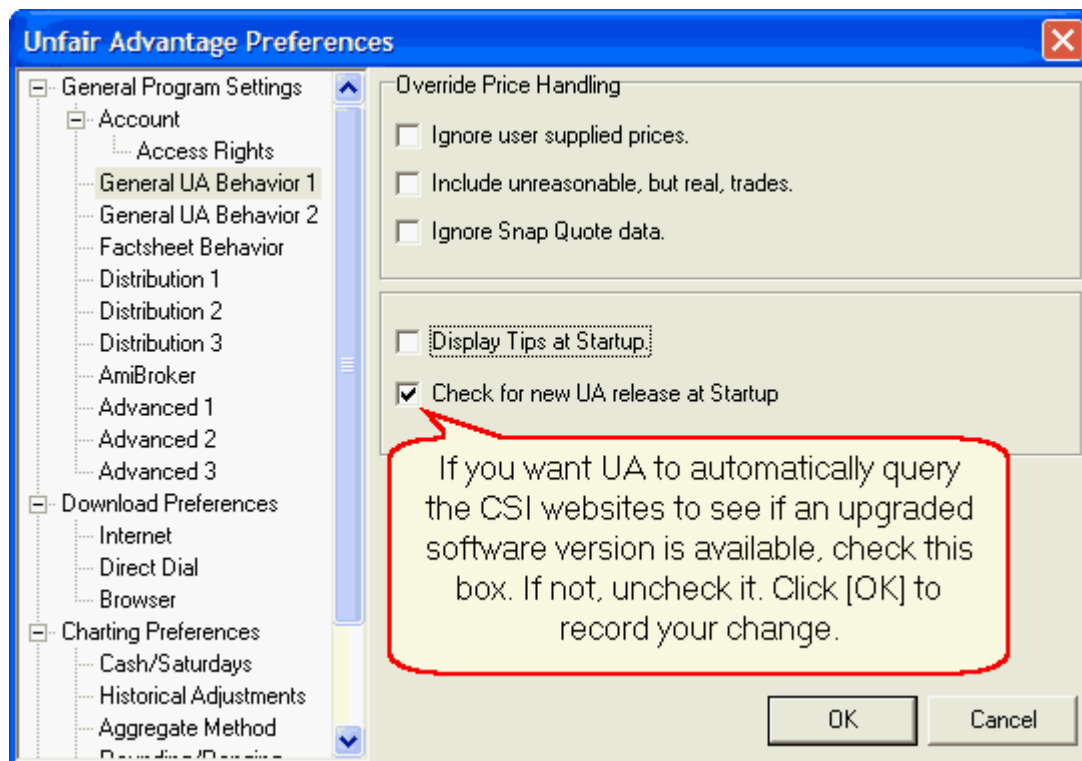 Unfair Advantage Preferences
General Program Settings
Account
Access Rights
General UA Behavior 1
General UA Behavior 2
Factsheet Behavior
Distribution 1
Distribution 2
Distribution 3
AmiBroker
Advanced 1
Advanced 2
Advanced 3
Download Preferences
Internet
Direct Dial
Browser
Charting Preferences
Cash/Saturdays
Historical Adjustments
Aggregate Method
Override Price Handling
Ignore user supplied prices.
Include unreasonable, but real, trades.
Ignore Snap Quote data.
Display Tips at Startup.
Check for new UA release at Startup
If you want UA to automatically query
the CSI websites to see if an upgraded
software version is available, check this
box. If not, uncheck it. Click [OK] to
record your change.
OK
Cancel